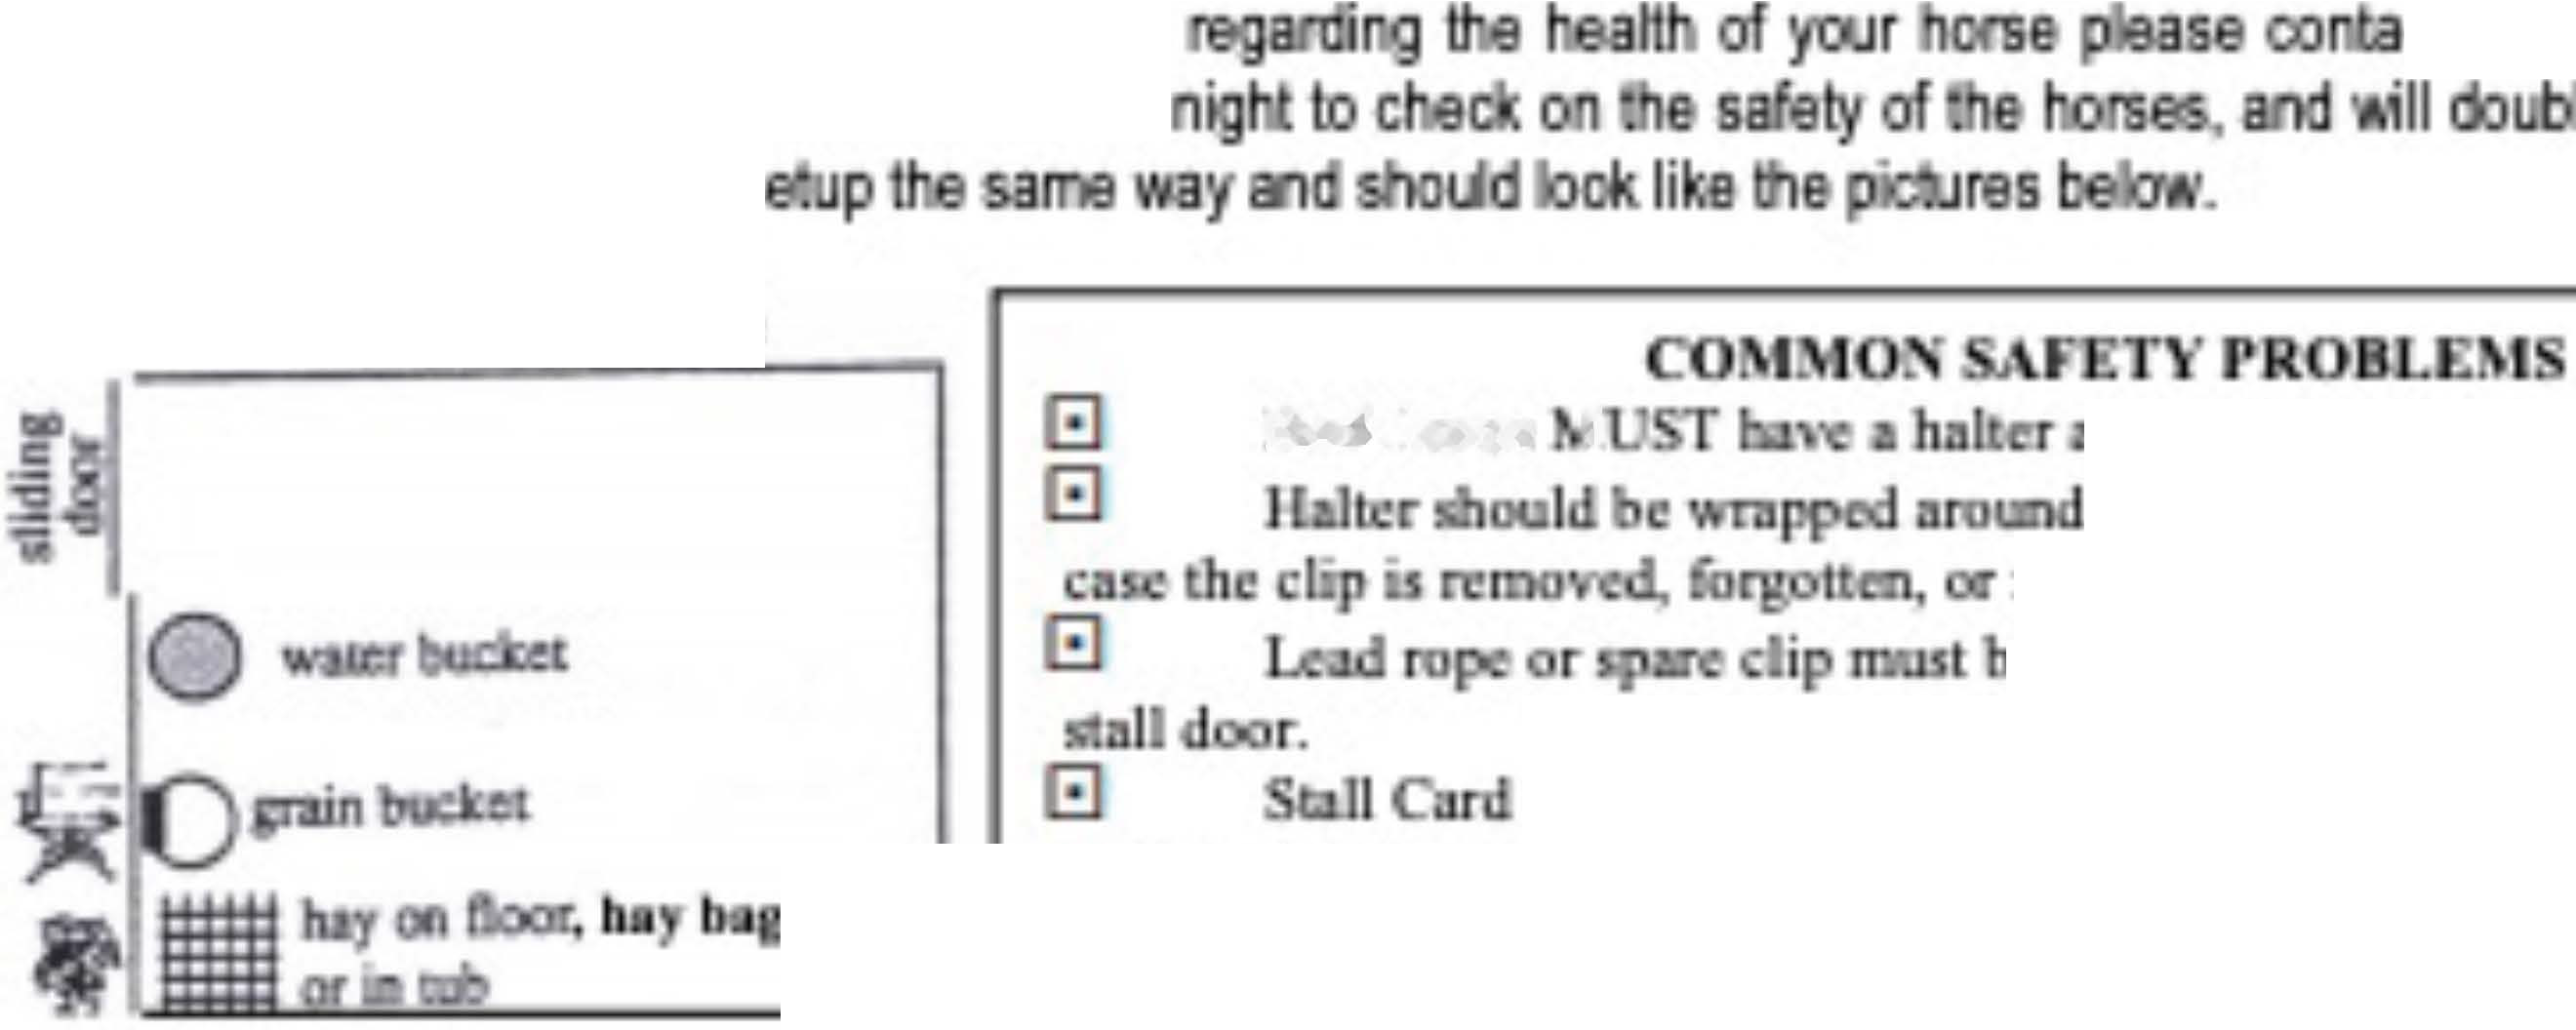 regarding the health of your horse please conta
night to check on the safety of the horses, and will doubl
etup the same way and should look like the pictures below.
COMMON SAFETY PROBLEMS
MUST have a halter
Halter should be wrapped around
case the clip is removed, forgotten, or
Lead rope or spare clip must b
stall door.
Stall Card
sliding
door
water bucket
grain bucket
hay on floor, hay bag
or in tub